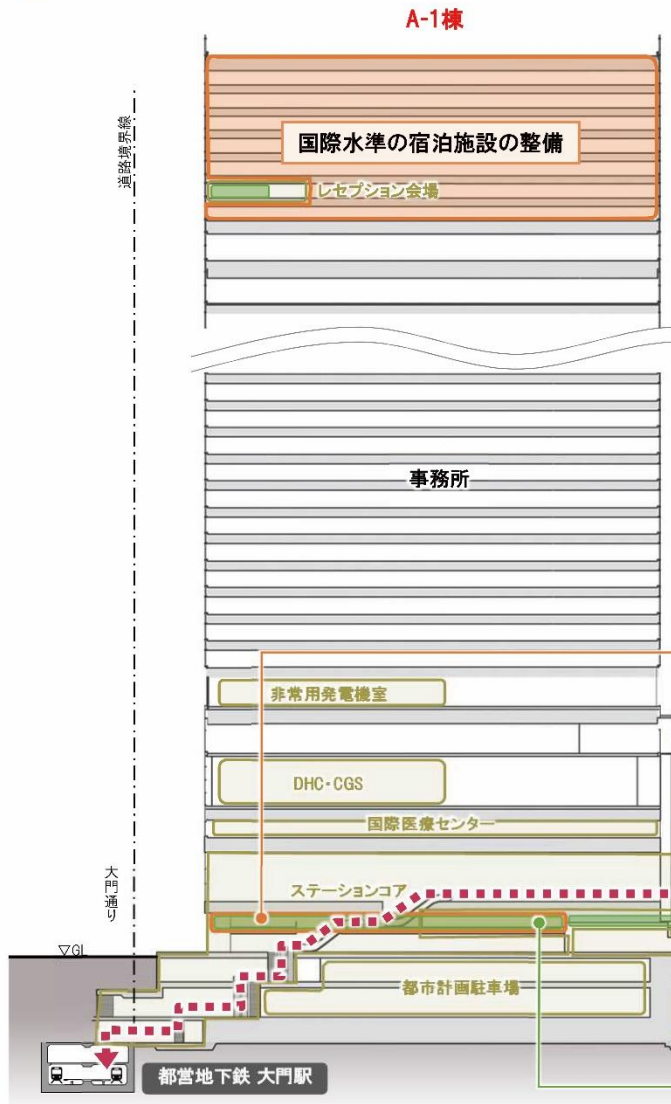 A-1棟
道路境界線
国際水準の宿泊施設の整備
レセプション会場
事務所
非常用発電機室
DHC・CGS
国際医療センター
ステーションコア
大門通り
▽GL
都市計画駐車場
都営地下鉄 大門駅